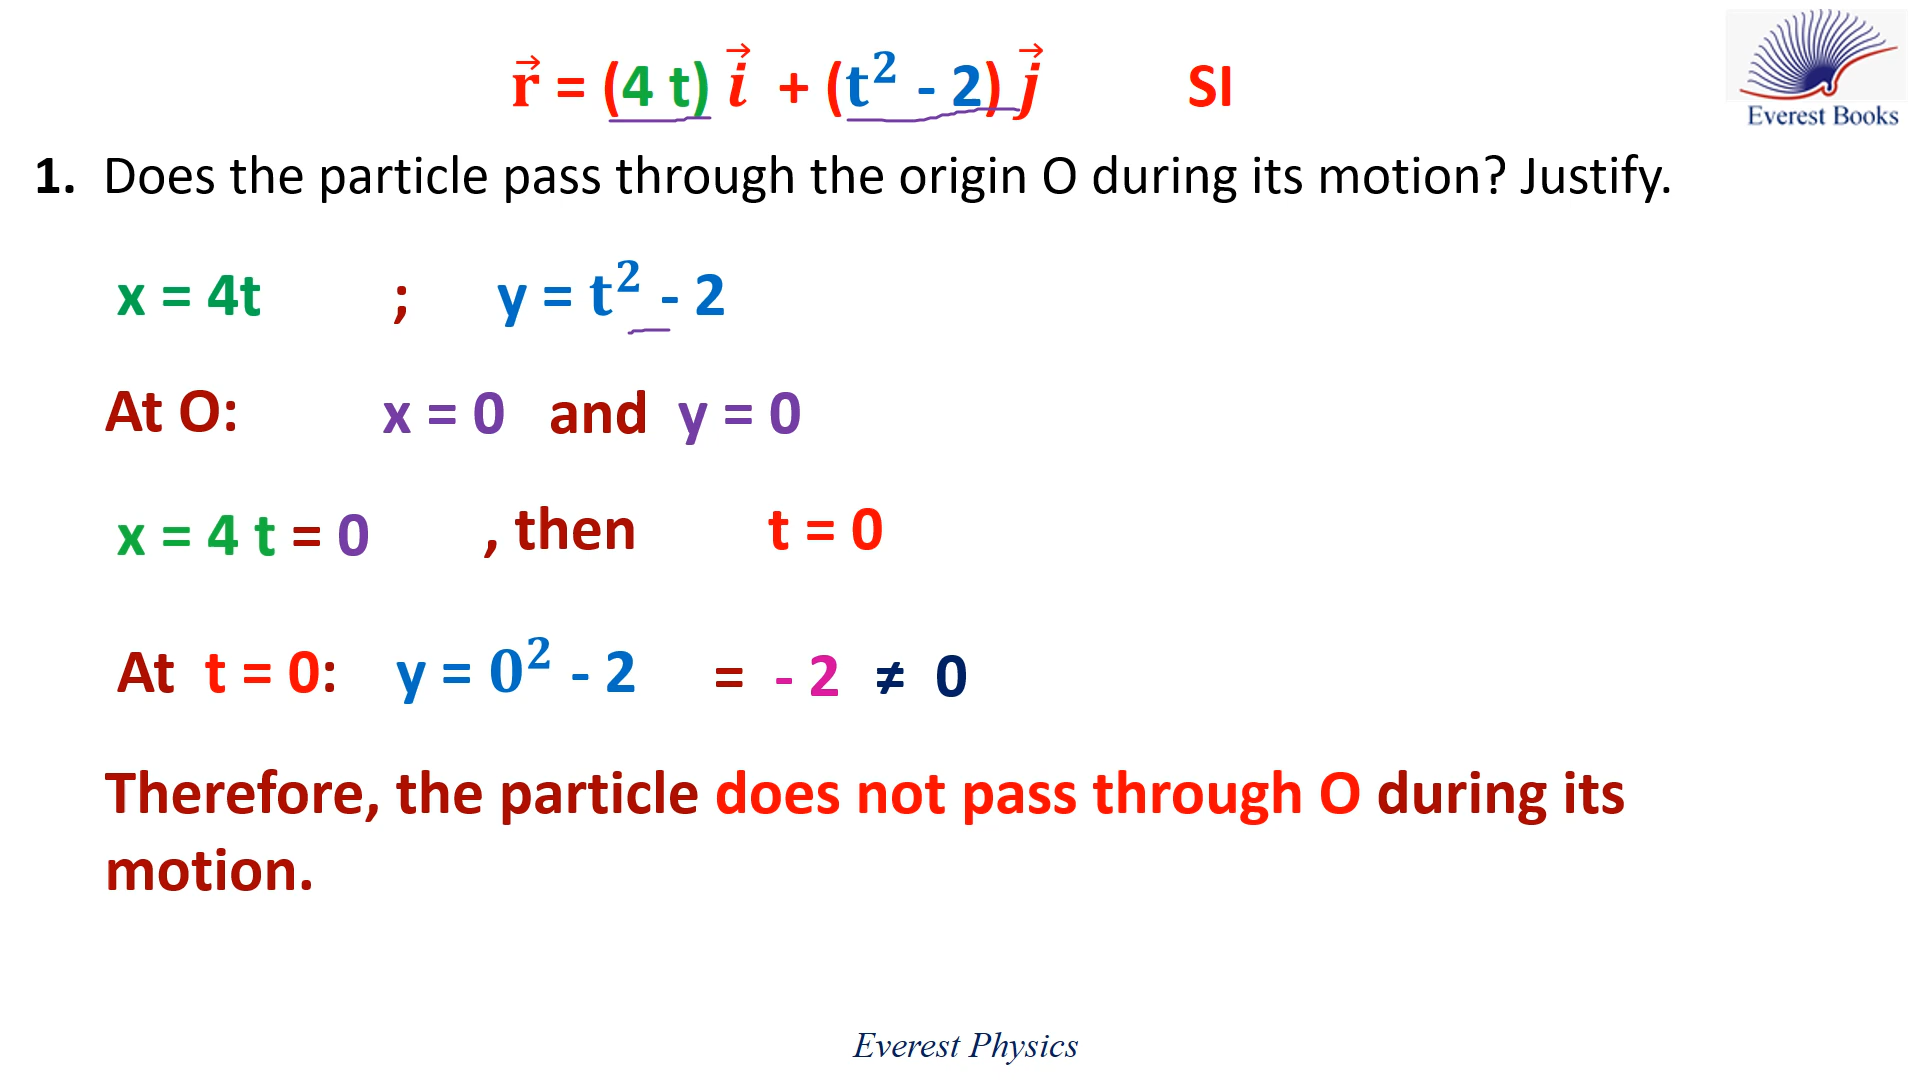 r⃗ = (4 t) i⃗ + (t² - 2) j⃗ SI
Everest Books
1. Does the particle pass through the origin O during its motion? Justify.
x = 4t ; y = t² - 2
At O: x = 0 and y = 0
x = 4 t = 0 , then t = 0
At t = 0: y = 0² - 2 = - 2 ≠ 0
Therefore, the particle does not pass through O during its
motion.
Everest Physics